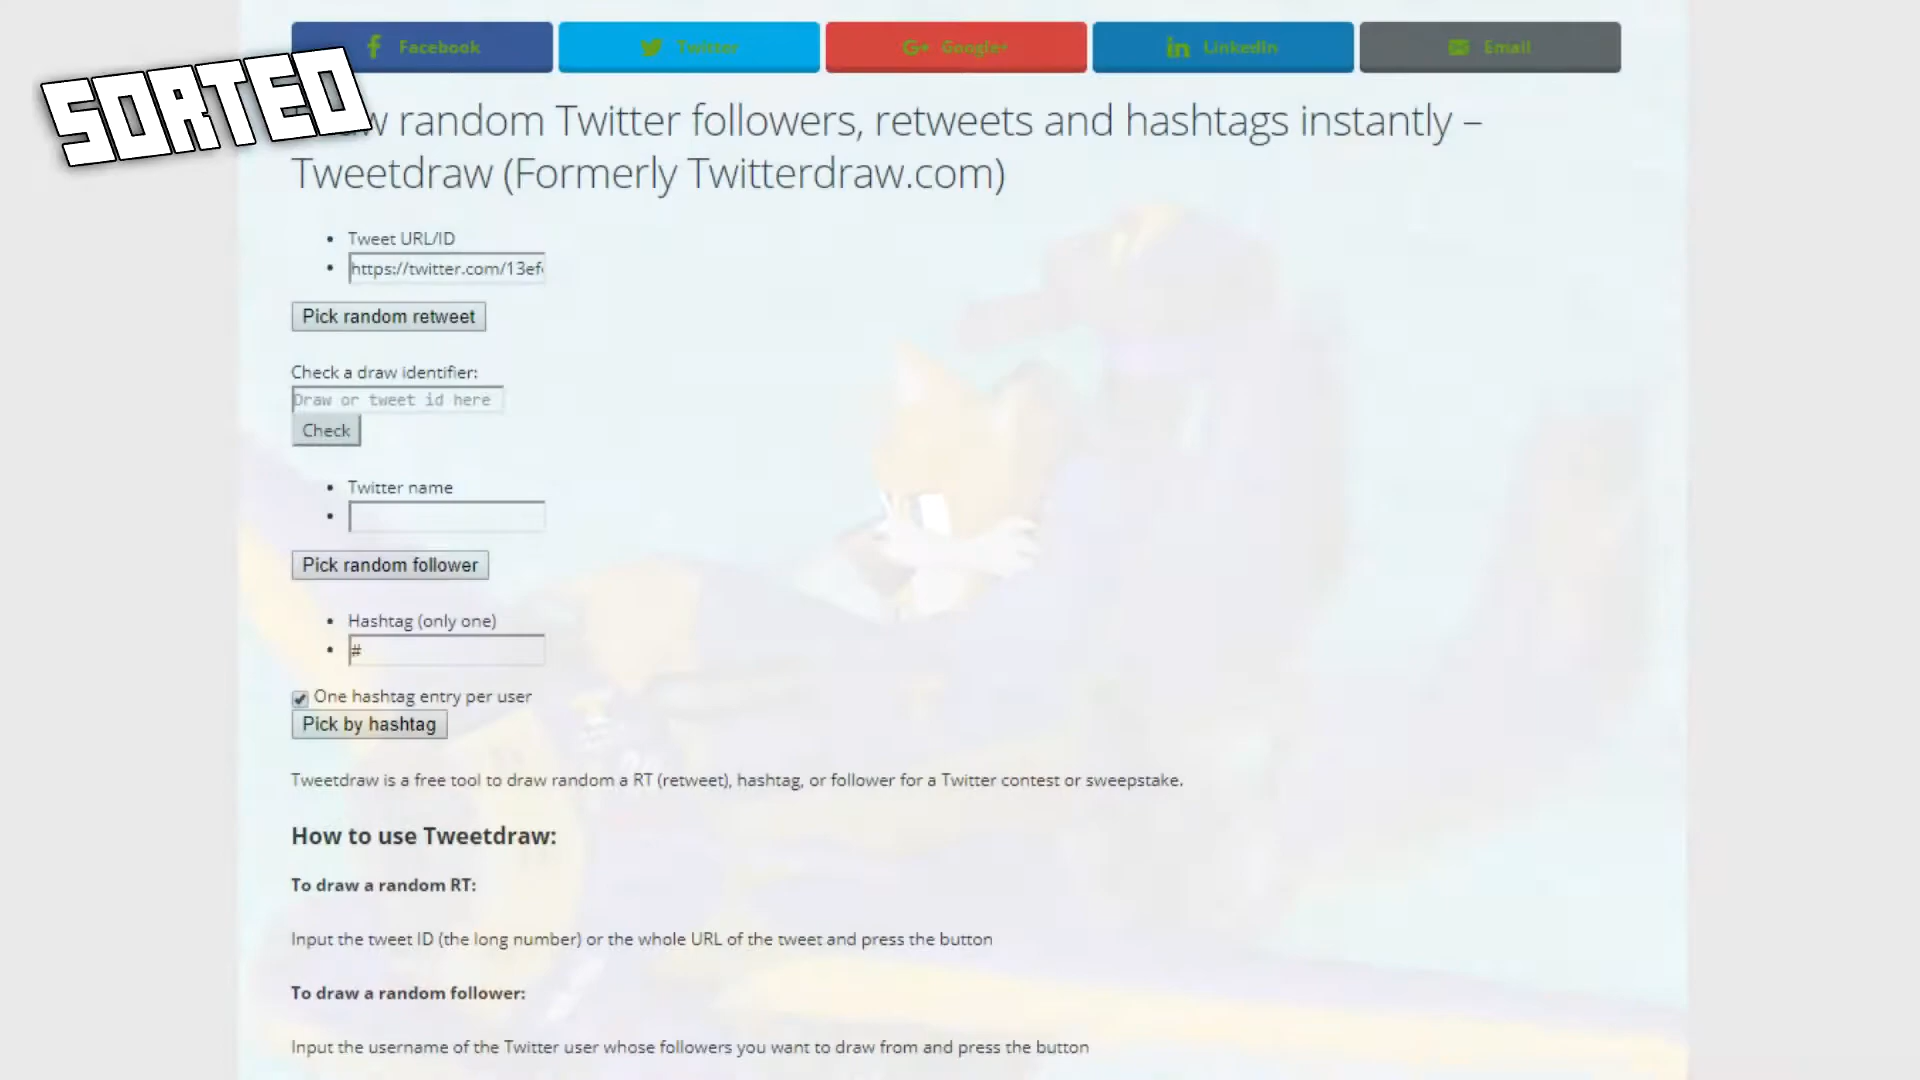 Facebook
Twitter
Google+
LinkedIn
Email
SORTED
w random Twitter followers, retweets and hashtags instantly –
Tweetdraw (Formerly Twitterdraw.com)
Tweet URL/ID
https://twitter.com/13ef
Pick random retweet
Check a draw identifier:
Draw or tweet id here
Check
Twitter name
Pick random follower
Hashtag (only one)
#
One hashtag entry per user
Pick by hashtag
Tweetdraw is a free tool to draw random a RT (retweet), hashtag, or follower for a Twitter contest or sweepstake.
How to use Tweetdraw:
To draw a random RT:
Input the tweet ID (the long number) or the whole URL of the tweet and press the button
To draw a random follower:
Input the username of the Twitter user whose followers you want to draw from and press the button